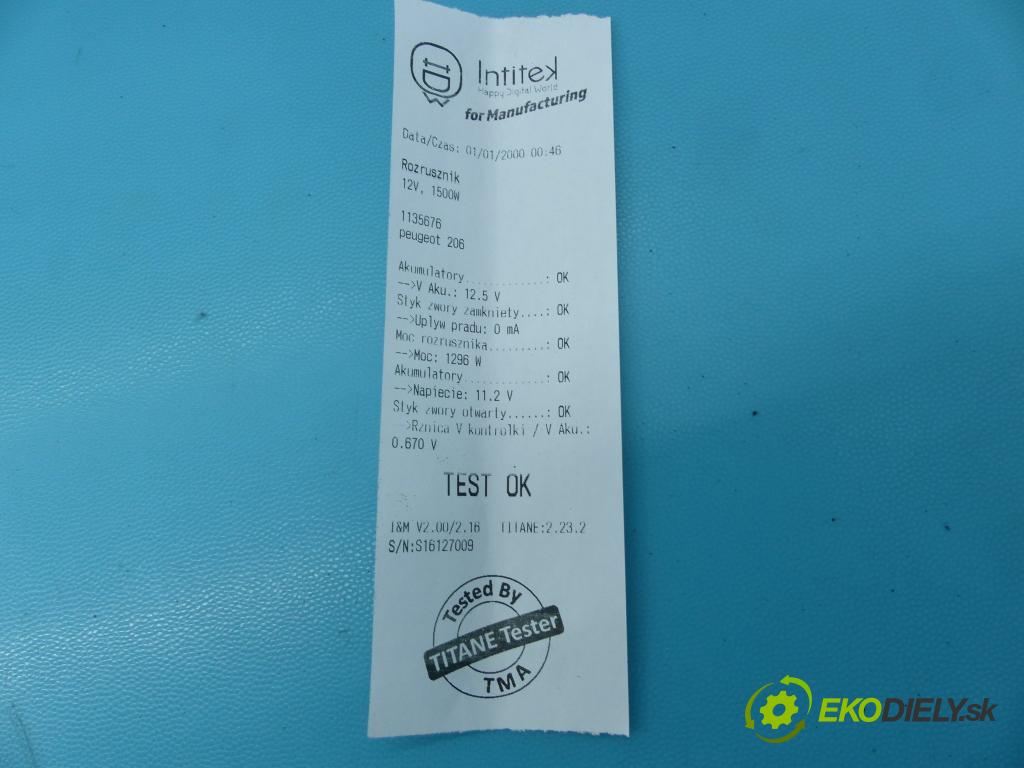 Intitek
Happy Digital World
for Manufacturing
Data/Czas: 01/01/2000 00:46
Rozrusznik
12V, 1500W
1135676
peugeot 206
Akumulatory............: OK
-->V Aku.: 12.5 V
Styk zwory zamkniety....: OK
-->Uplyw pradu: 0 mA
Moc rozrusznika.........: OK
-->Moc: 1296 W
Akumulatory............: OK
-->Napiecie: 11.2 V
Styk zwory otwarty......: OK
-->Rznica V kontrolki / V Aku.:
0.670 V
TEST OK
I&M V2.00/2.16 TITANE:2.23.2
S/N:S16127009
Tested By
TITANE Tester
TMA
EKODIELY.sk